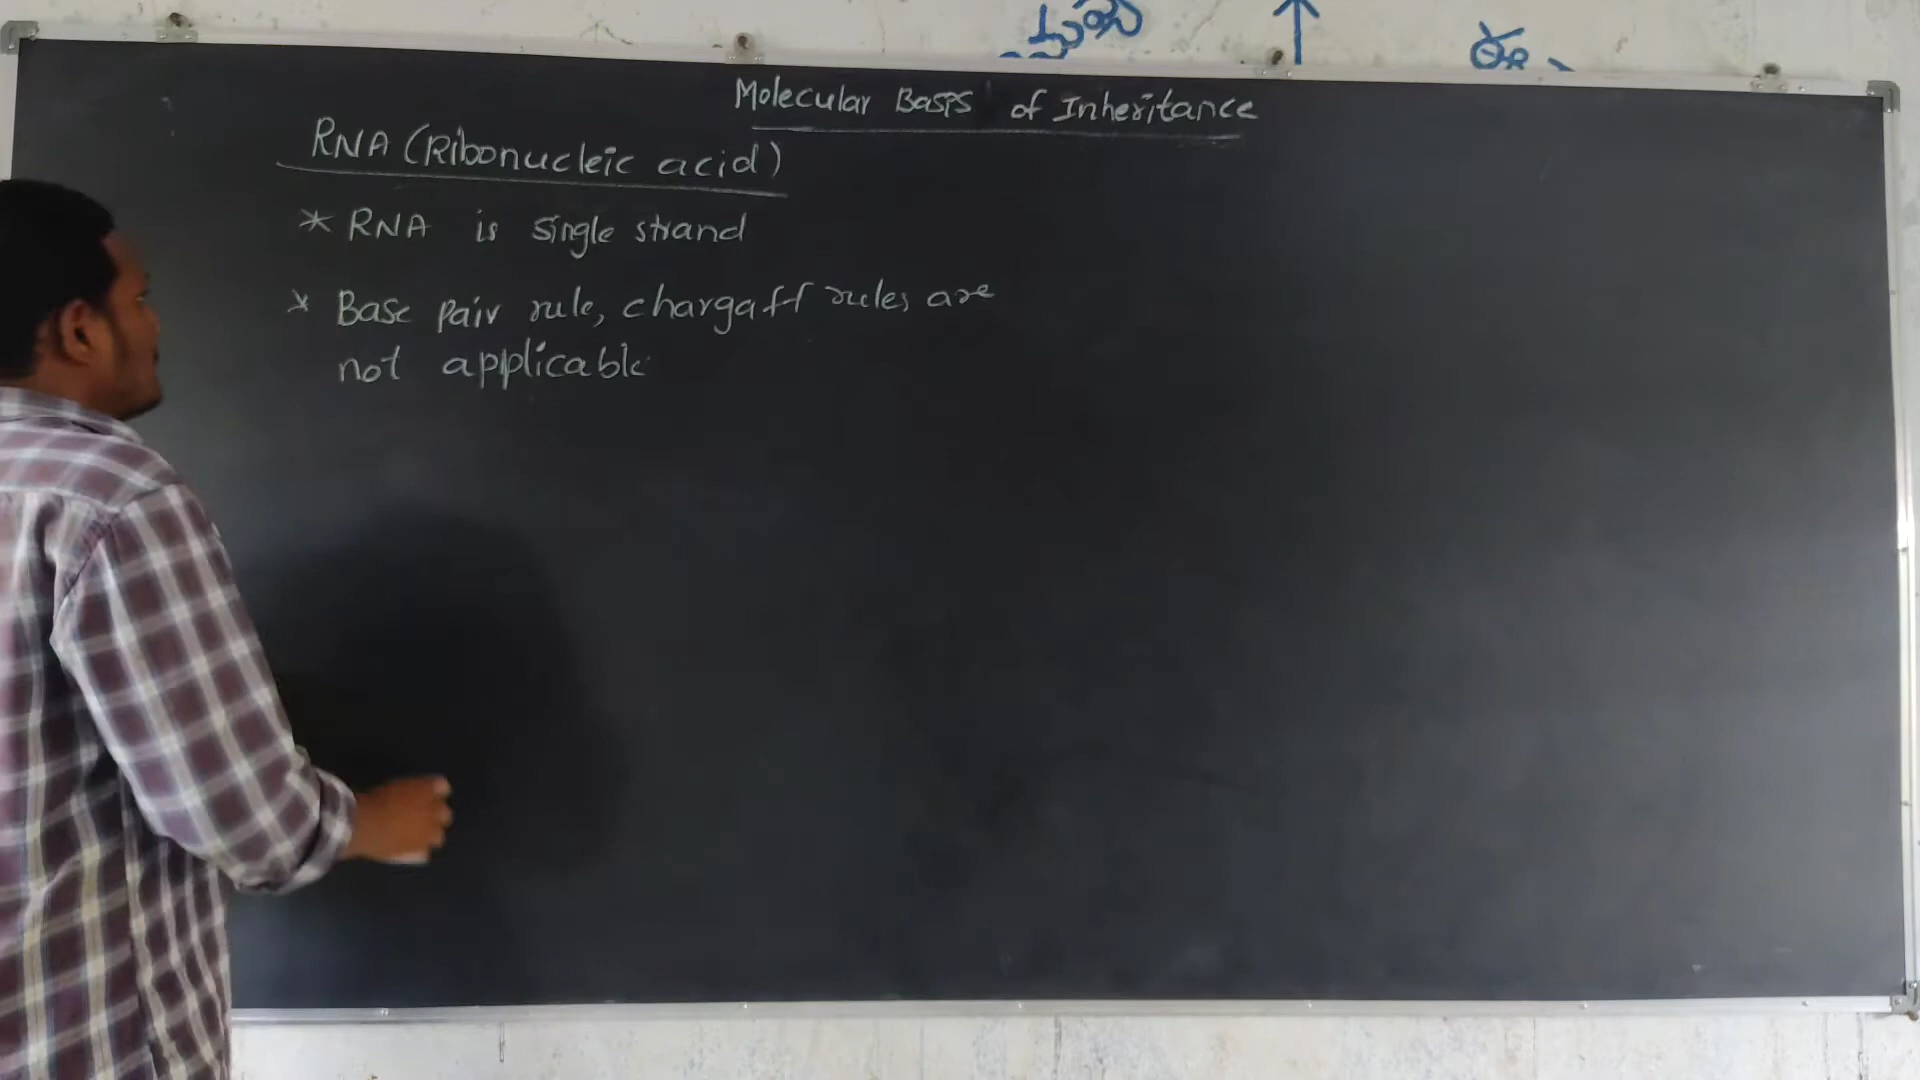 Molecular Basis of Inheritance
RNA (Ribonucleic acid)
* RNA is single strand
* Base pair rule, chargaff rules are
not applicable